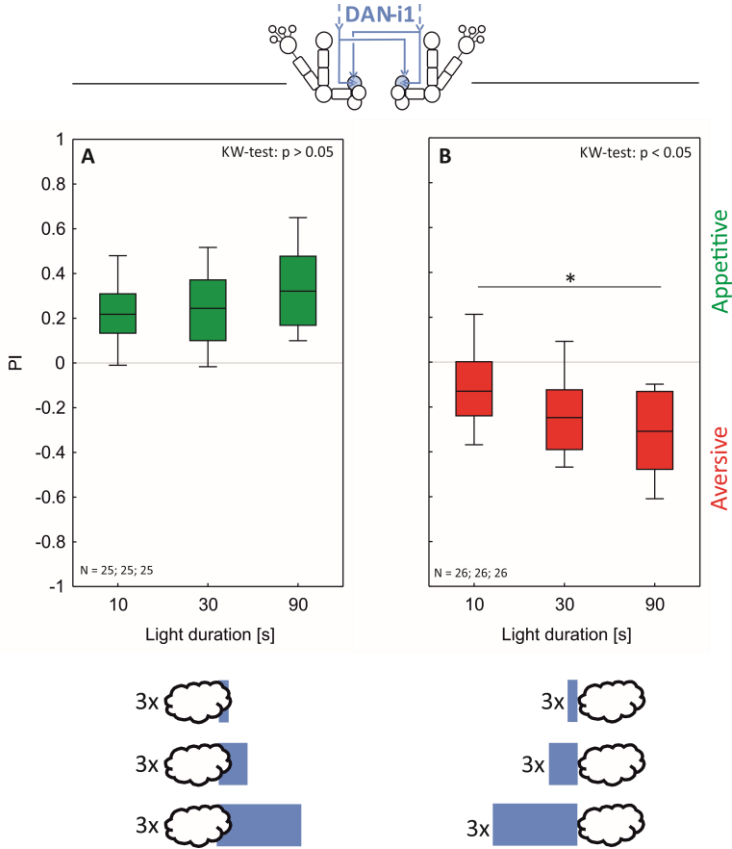 DAN-i1
A
KW-test: p > 0.05
B
KW-test: p < 0.05
1
0.8
0.6
0.4
0.2
0
-0.2
-0.4
-0.6
-0.8
-1
PI
*
Appetitive
Aversive
N = 25; 25; 25
N = 26; 26; 26
10 30 90
10 30 90
Light duration [s]
Light duration [s]
3x
3x
3x
3x
3x
3x